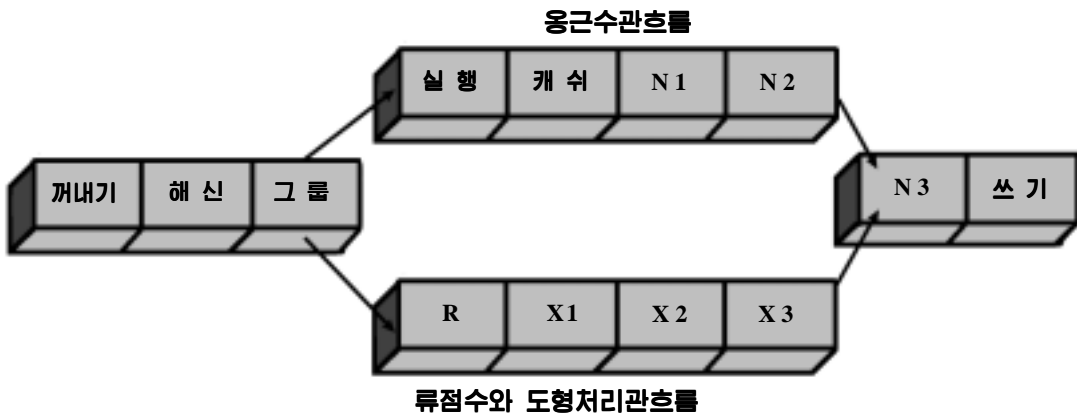 옹근수관흐름
실 행 캐 쉬 N 1 N 2
꺼내기 해 신 그 룹
N 3 쓰 기
R X 1 X 2 X 3
류점수와 도형처리관흐름